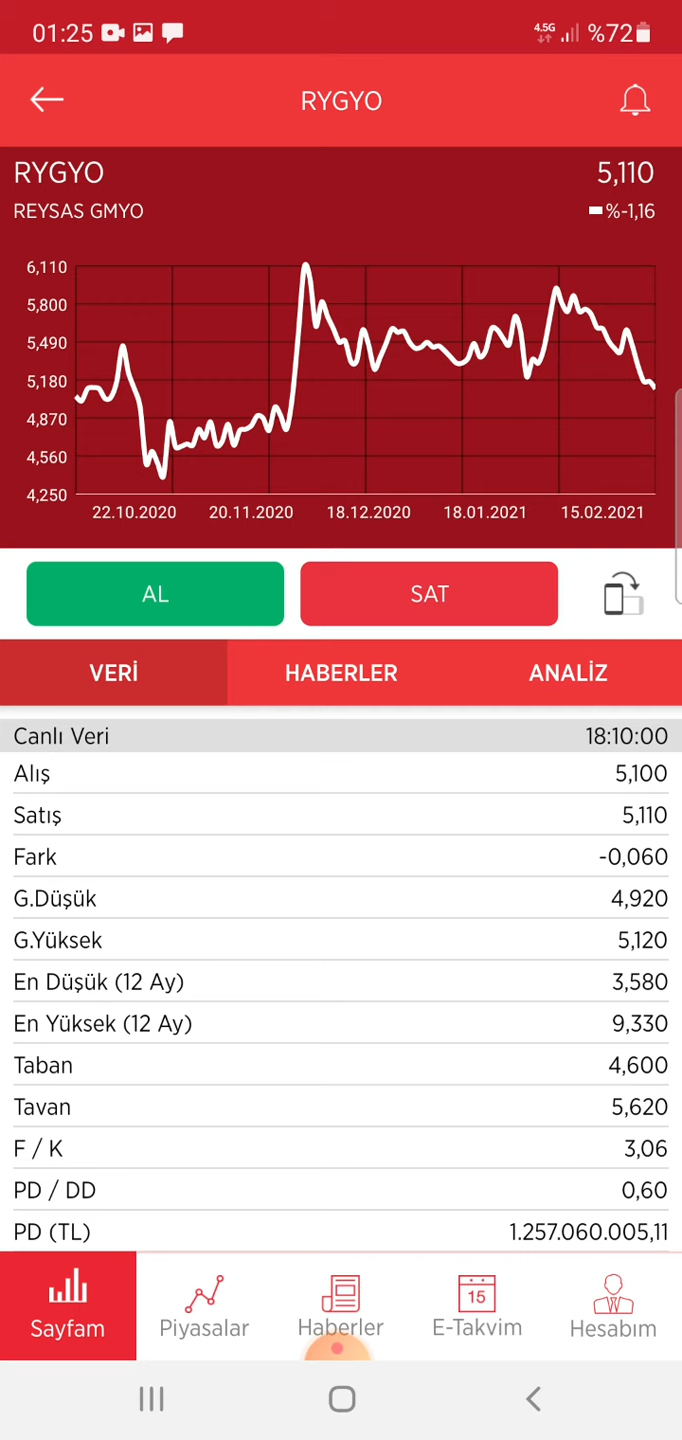 01:25 4.5G %72
RYGYO
RYGYO 5,110
REYSAS GMYO %-1,16
6,110
5,800
5,490
5,180
4,870
4,560
4,250
22.10.2020 20.11.2020 18.12.2020 18.01.2021 15.02.2021
AL SAT
VERİ HABERLER ANALİZ
Canlı Veri 18:10:00
Alış 5,100
Satış 5,110
Fark -0,060
G.Düşük 4,920
G.Yüksek 5,120
En Düşük (12 Ay) 3,580
En Yüksek (12 Ay) 9,330
Taban 4,600
Tavan 5,620
F / K 3,06
PD / DD 0,60
PD (TL) 1.257.060.005,11
15
Sayfam Piyasalar Haberler E-Takvim Hesabım